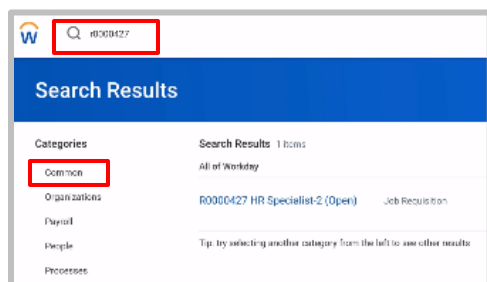 r0000427
Search Results
Categories
Search Results 1 items
Common
All of Workday
Organizations
R0000427 HR Specialist-2 (Open) Job Requisition
Payroll
People
Tip: try selecting another category from the left to see other results
Processes